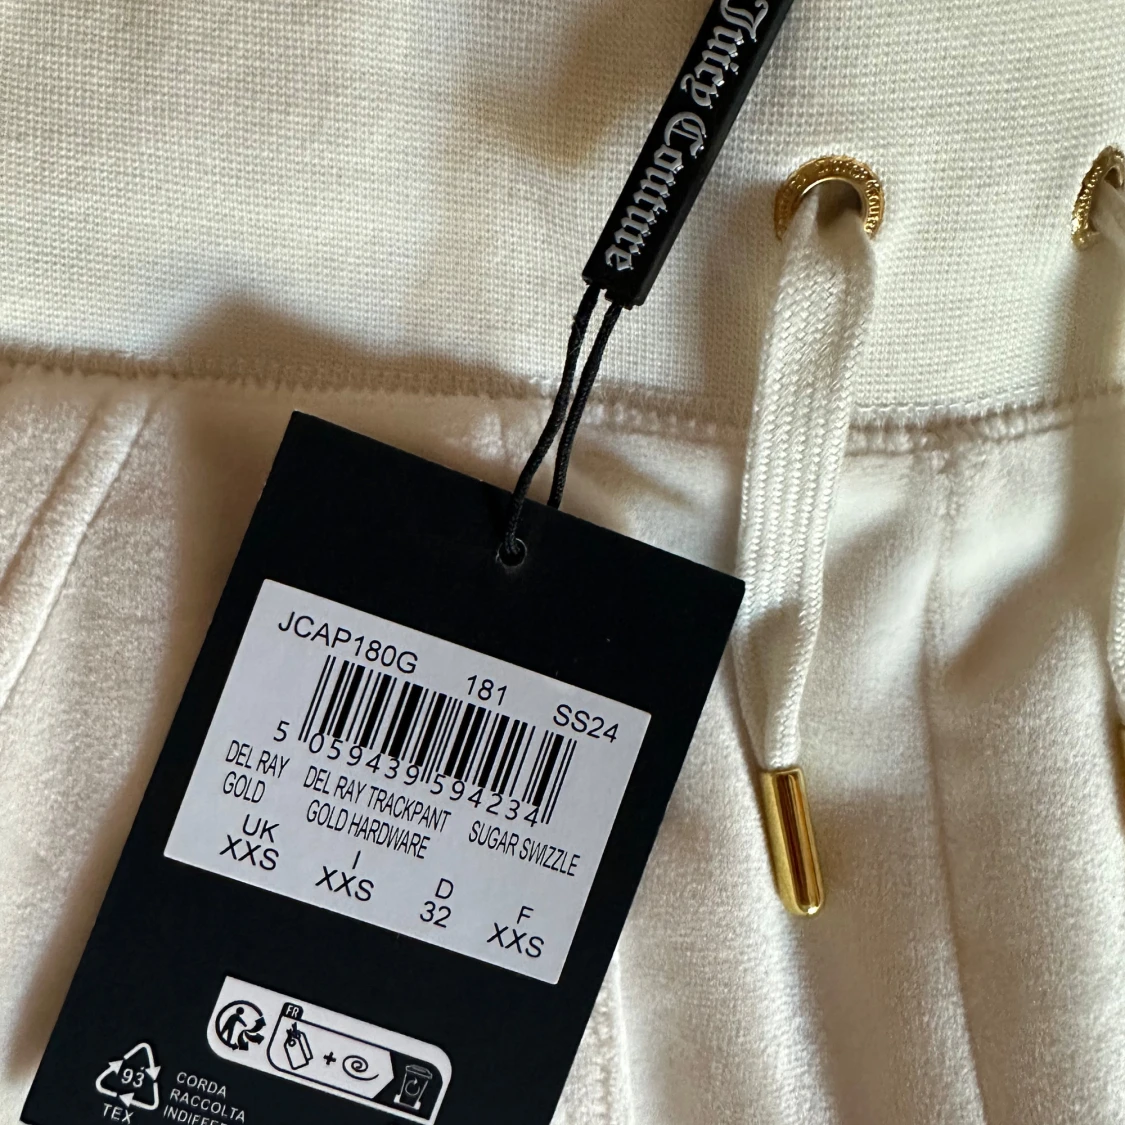 Juicy Couture
JCAP180G 181 SS24
5 059439 594234
DEL RAY GOLD
DEL RAY TRACKPANT GOLD HARDWARE
SUGAR SWIZZLE
UK I D F
XXS XXS 32 XXS
FR
+
93
TEX
CORDA
RACCOLTA